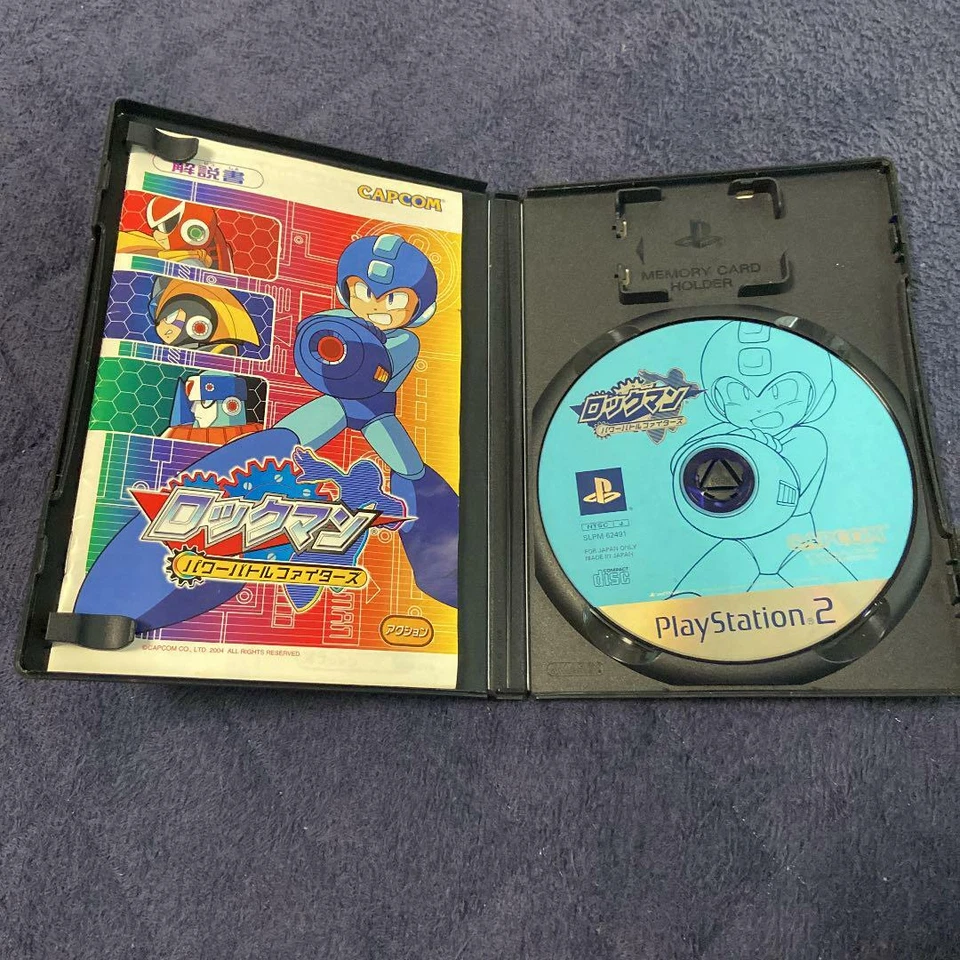 解説書
CAPCOM
ロックマン
パワーバトルファイターズ
アクション
©CAPCOM CO., LTD. 2004 ALL RIGHTS RESERVED.
MEMORY CARD
HOLDER
ロックマン
パワーバトルファイターズ
NTSC J
SLPM 62491
FOR JAPAN ONLY
MADE IN JAPAN
COMPACT
disc
CAPCOM
PlayStation 2